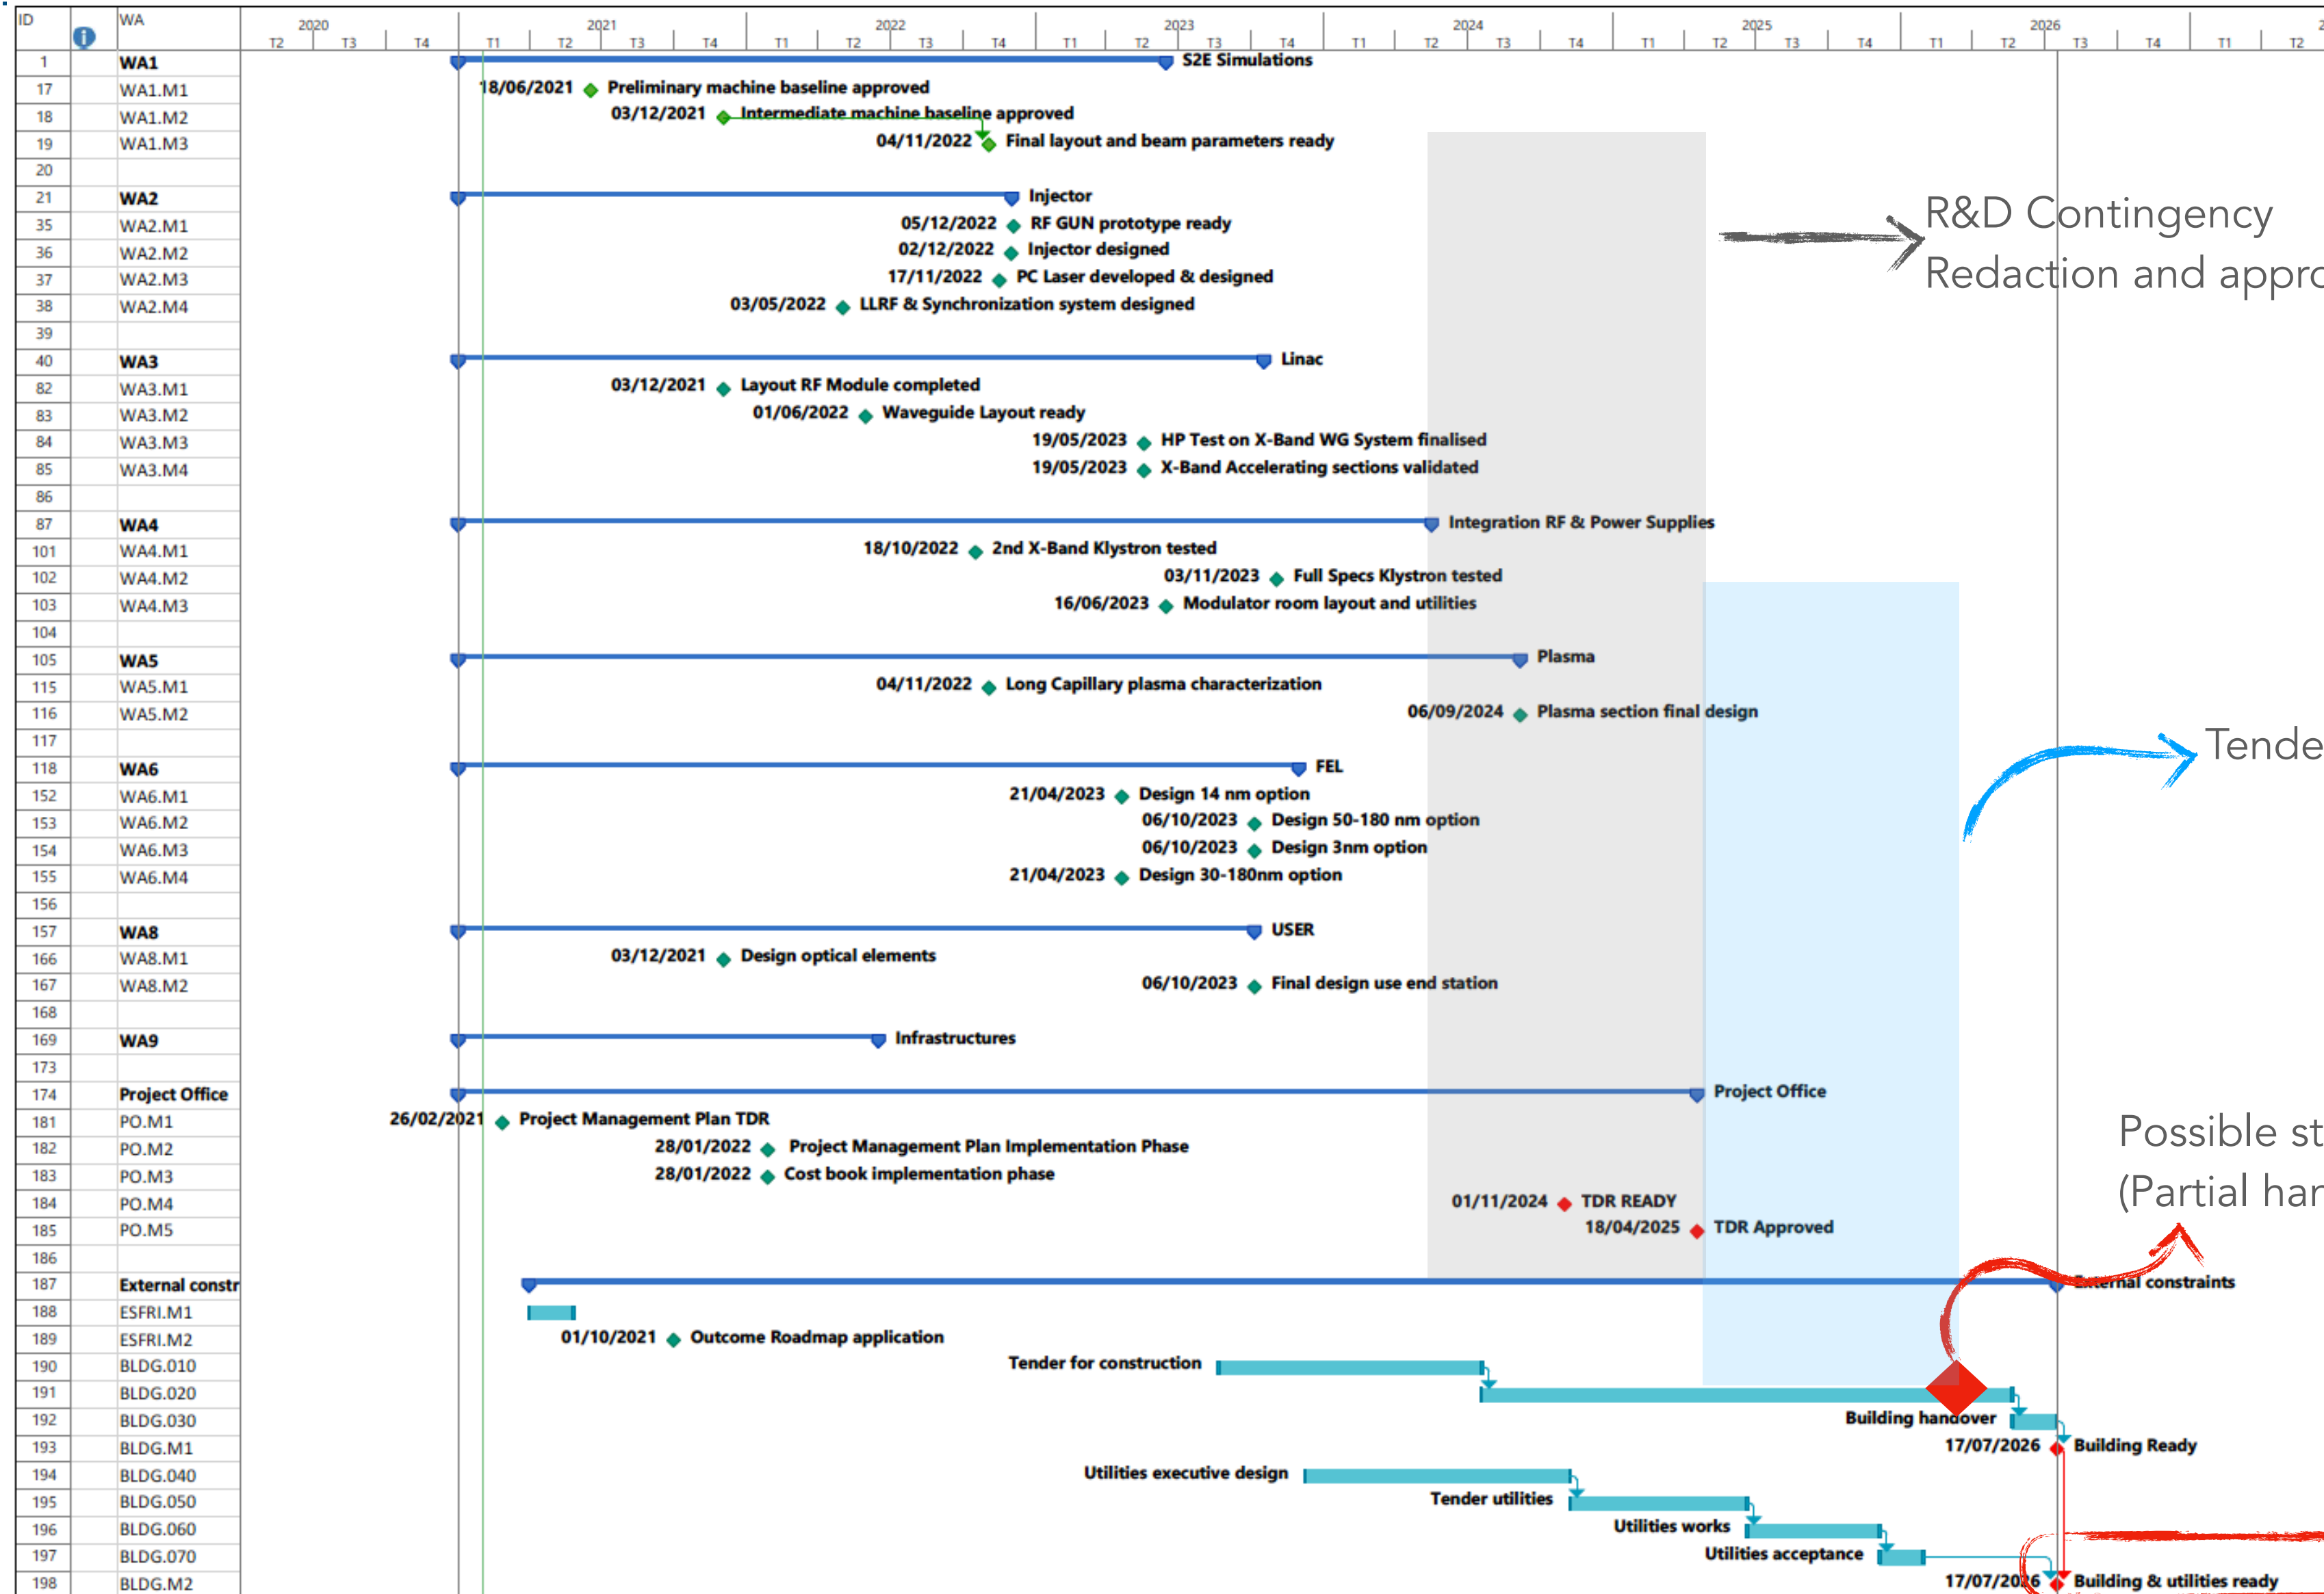 ID WA 2020 2021 2022 2023 2024 2025 2026
T2 T3 T4 T1 T2 T3 T4 T1 T2 T3 T4 T1 T2 T3 T4 T1 T2 T3 T4 T1 T2 T3 T4 T1 T2 T3 T4 T1 T2
1 WA1 S2E Simulations
17 WA1.M1 18/06/2021 Preliminary machine baseline approved
18 WA1.M2 03/12/2021 Intermediate machine baseline approved
19 WA1.M3 04/11/2022 Final layout and beam parameters ready
20
21 WA2 Injector
R&D Contingency
35 WA2.M1 05/12/2022 RF GUN prototype ready
36 WA2.M2 02/12/2022 Injector designed
Redaction and appro
37 WA2.M3 17/11/2022 PC Laser developed & designed
38 WA2.M4 03/05/2022 LLRF & Synchronization system designed
39
40 WA3 Linac
82 WA3.M1 03/12/2021 Layout RF Module completed
83 WA3.M2 01/06/2022 Waveguide Layout ready
84 WA3.M3 19/05/2023 HP Test on X-Band WG System finalised
85 WA3.M4 19/05/2023 X-Band Accelerating sections validated
86
87 WA4 Integration RF & Power Supplies
101 WA4.M1 18/10/2022 2nd X-Band Klystron tested
102 WA4.M2 03/11/2023 Full Specs Klystron tested
103 WA4.M3 16/06/2023 Modulator room layout and utilities
104
105 WA5 Plasma
115 WA5.M1 04/11/2022 Long Capillary plasma characterization
116 WA5.M2 06/09/2024 Plasma section final design
117
Tende
118 WA6 FEL
152 WA6.M1 21/04/2023 Design 14 nm option
153 WA6.M2 06/10/2023 Design 50-180 nm option
154 WA6.M3 06/10/2023 Design 3nm option
155 WA6.M4 21/04/2023 Design 30-180nm option
156
157 WA8 USER
166 WA8.M1 03/12/2021 Design optical elements
167 WA8.M2 06/10/2023 Final design use end station
168
169 WA9 Infrastructures
173
174 Project Office Project Office
181 PO.M1 26/02/2021 Project Management Plan TDR
Possible st
182 PO.M2 28/01/2022 Project Management Plan Implementation Phase
183 PO.M3 28/01/2022 Cost book implementation phase
(Partial har
184 PO.M4 01/11/2024 TDR READY
185 PO.M5 18/04/2025 TDR Approved
186
187 External constr External constraints
188 ESFRI.M1
189 ESFRI.M2 01/10/2021 Outcome Roadmap application
190 BLDG.010 Tender for construction
191 BLDG.020
192 BLDG.030 Building handover
193 BLDG.M1 17/07/2026 Building Ready
194 BLDG.040 Utilities executive design
195 BLDG.050 Tender utilities
196 BLDG.060 Utilities works
197 BLDG.070 Utilities acceptance
198 BLDG.M2 17/07/2026 Building & utilities ready